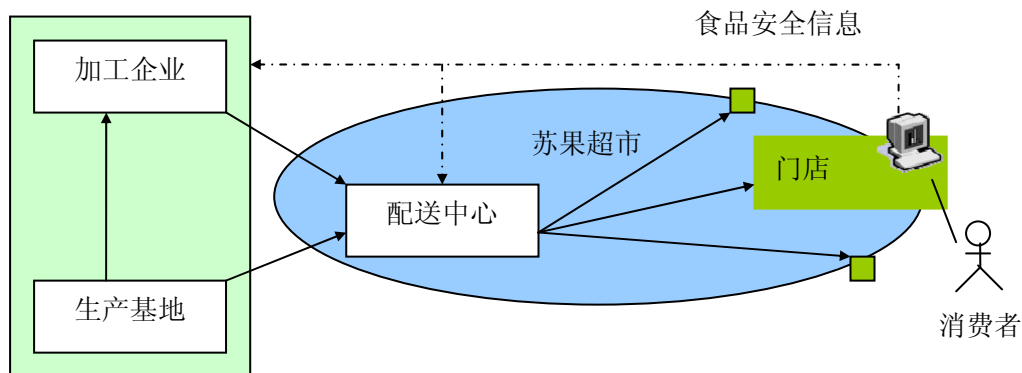 食品安全信息
加工企业
苏果超市
门店
配送中心
生产基地
消费者